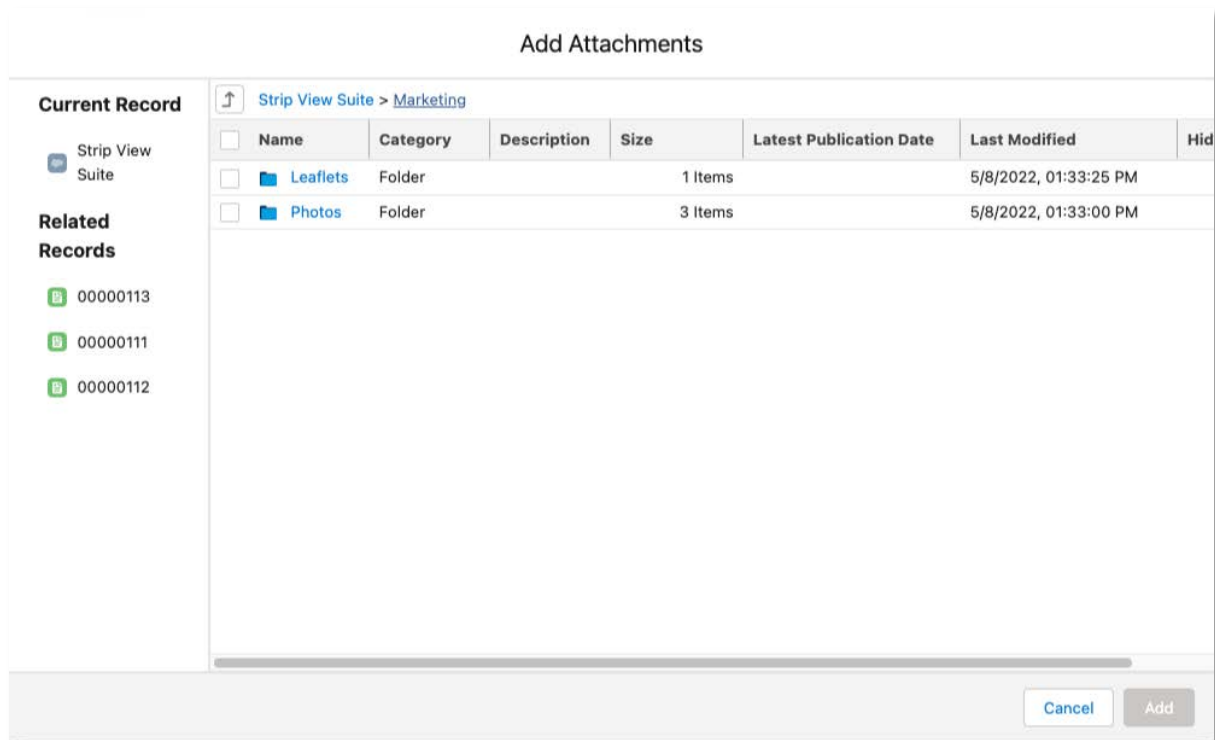 Add Attachments
Current Record
Strip View
Suite
Related
Records
00000113
00000111
00000112
Strip View Suite > Marketing
Name Category Description Size Latest Publication Date Last Modified Hid
Leaflets Folder 1 Items 5/8/2022, 01:33:25 PM
Photos Folder 3 Items 5/8/2022, 01:33:00 PM
Cancel Add